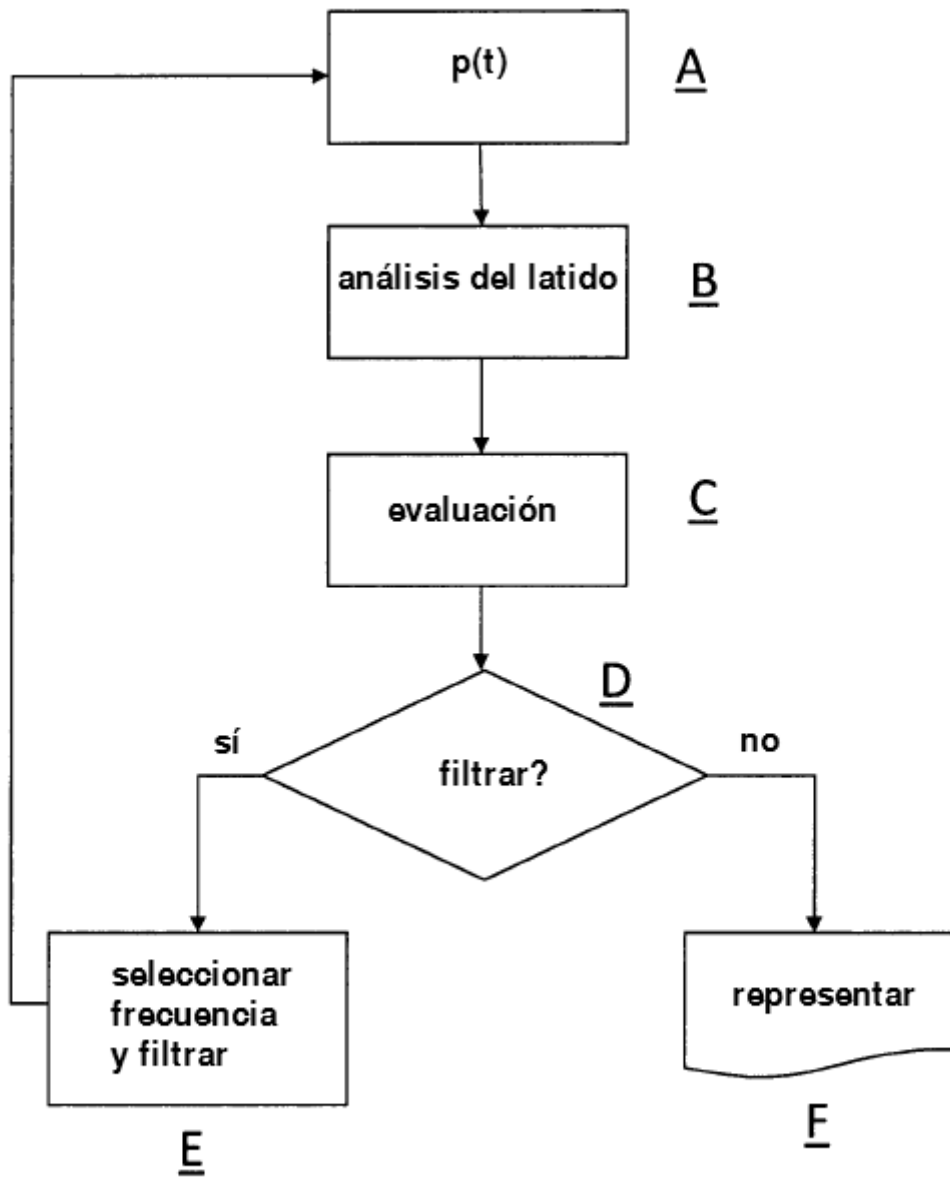 p(t)
A
análisis del latido
B
evaluación
C
D
sí
filtrar?
no
seleccionar
frecuencia
y filtrar
representar
E
F